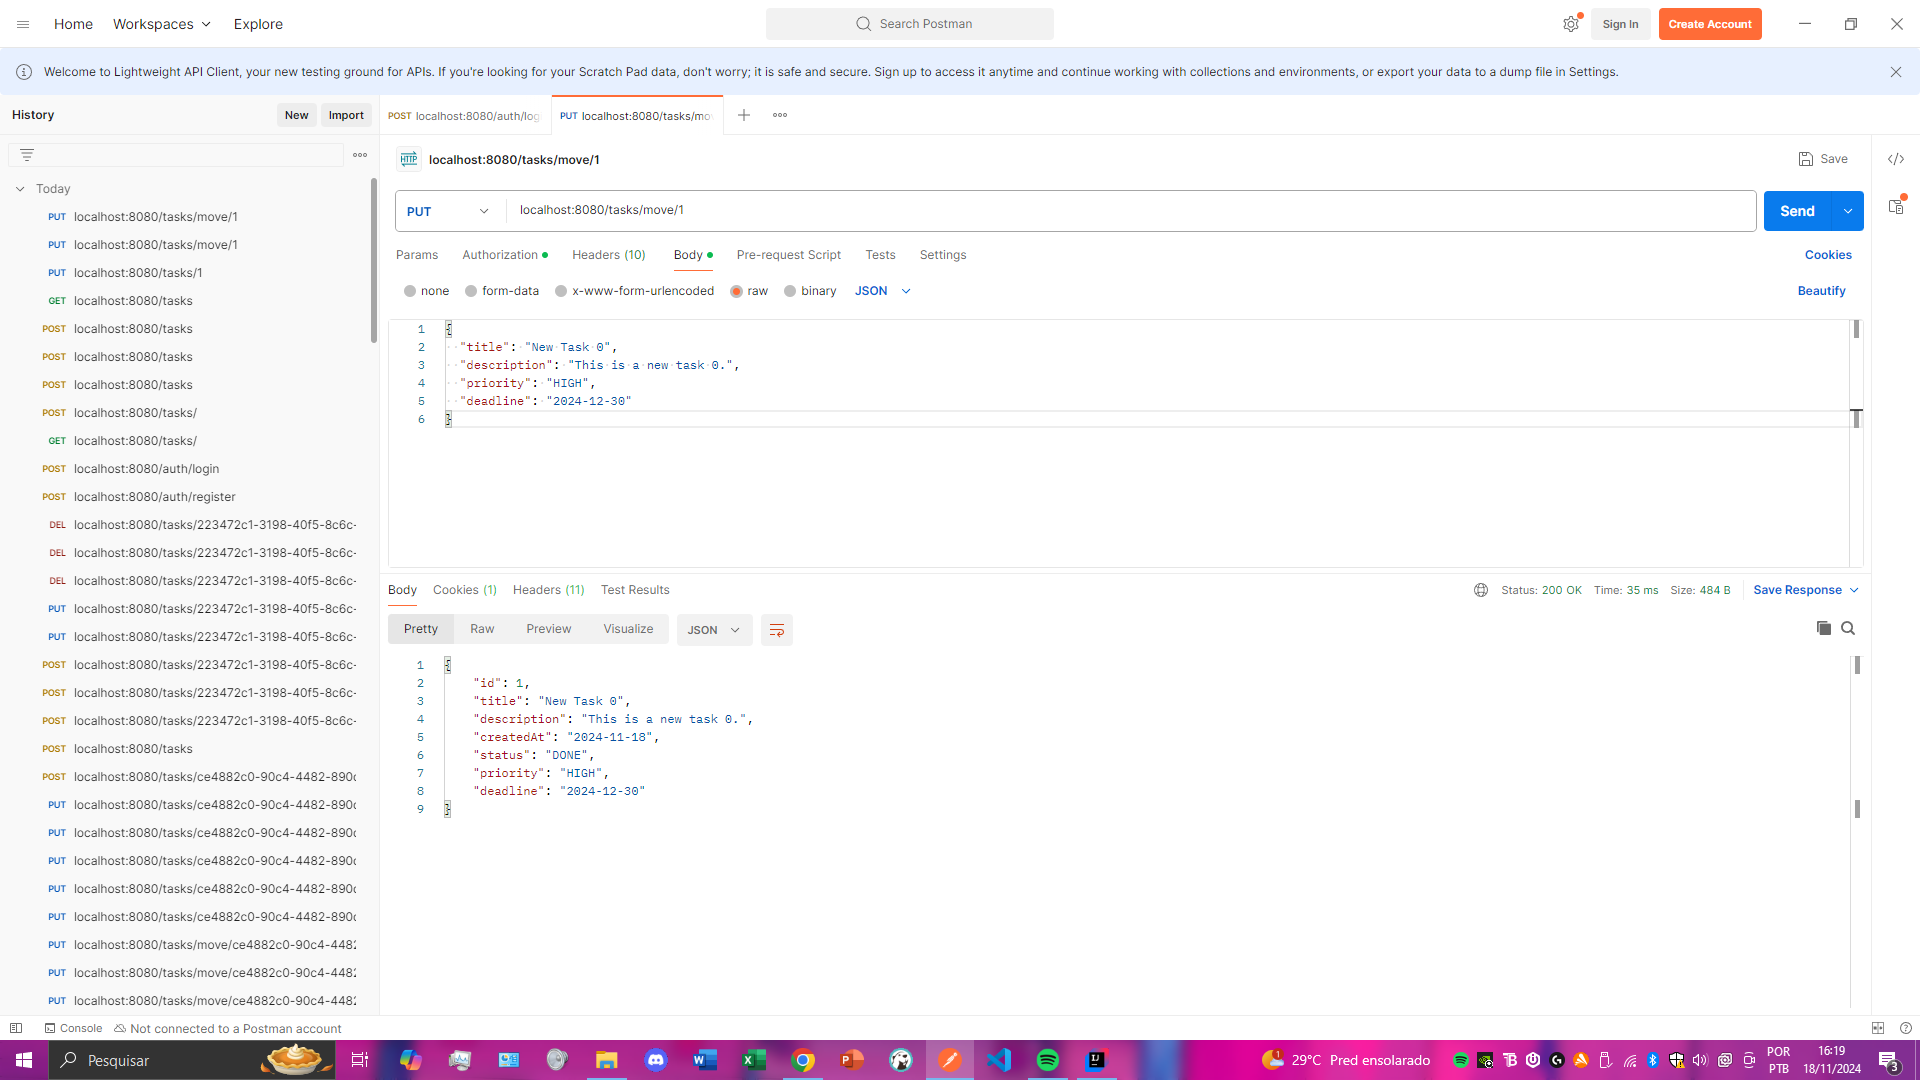 Home Workspaces Explore Search Postman Sign In Create Account
Welcome to Lightweight API Client, your new testing ground for APIs. If you're looking for your Scratch Pad data, don't worry; it is safe and secure. Sign up to access it anytime and continue working with collections and environments, or export your data to a dump file in Settings.
History New Import
Today
PUT localhost:8080/tasks/move/1
PUT localhost:8080/tasks/move/1
PUT localhost:8080/tasks/1
GET localhost:8080/tasks
POST localhost:8080/tasks
POST localhost:8080/tasks
POST localhost:8080/tasks
POST localhost:8080/tasks/
GET localhost:8080/tasks/
POST localhost:8080/auth/login
POST localhost:8080/auth/register
DEL localhost:8080/tasks/223472c1-3198-40f5-8c6c-
DEL localhost:8080/tasks/223472c1-3198-40f5-8c6c-
DEL localhost:8080/tasks/223472c1-3198-40f5-8c6c-
PUT localhost:8080/tasks/223472c1-3198-40f5-8c6c-
PUT localhost:8080/tasks/223472c1-3198-40f5-8c6c-
POST localhost:8080/tasks/223472c1-3198-40f5-8c6c-
POST localhost:8080/tasks/223472c1-3198-40f5-8c6c-
POST localhost:8080/tasks/223472c1-3198-40f5-8c6c-
POST localhost:8080/tasks
POST localhost:8080/tasks/ce4882c0-90c4-4482-890c
PUT localhost:8080/tasks/ce4882c0-90c4-4482-890c
PUT localhost:8080/tasks/ce4882c0-90c4-4482-890c
PUT localhost:8080/tasks/ce4882c0-90c4-4482-890c
PUT localhost:8080/tasks/ce4882c0-90c4-4482-890c
PUT localhost:8080/tasks/ce4882c0-90c4-4482-890c
PUT localhost:8080/tasks/move/ce4882c0-90c4-4482
PUT localhost:8080/tasks/move/ce4882c0-90c4-4482
PUT localhost:8080/tasks/move/ce4882c0-90c4-4482
POST localhost:8080/auth/log PUT localhost:8080/tasks/mo
HTTP localhost:8080/tasks/move/1 Save
PUT localhost:8080/tasks/move/1 Send
Params Authorization Headers (10) Body Pre-request Script Tests Settings Cookies
none form-data x-www-form-urlencoded raw binary JSON Beautify
1 {
2 "title": "New Task 0",
3 "description": "This is a new task 0.",
4 "priority": "HIGH",
5 "deadline": "2024-12-30"
6 }
Body Cookies (1) Headers (11) Test Results Status: 200 OK Time: 35 ms Size: 484 B Save Response
Pretty Raw Preview Visualize JSON
1 {
2 "id": 1,
3 "title": "New Task 0",
4 "description": "This is a new task 0.",
5 "createdAt": "2024-11-18",
6 "status": "DONE",
7 "priority": "HIGH",
8 "deadline": "2024-12-30"
9 }
Console Not connected to a Postman account
Pesquisar 29°C Pred ensolarado POR 16:19
PTB 18/11/2024 3